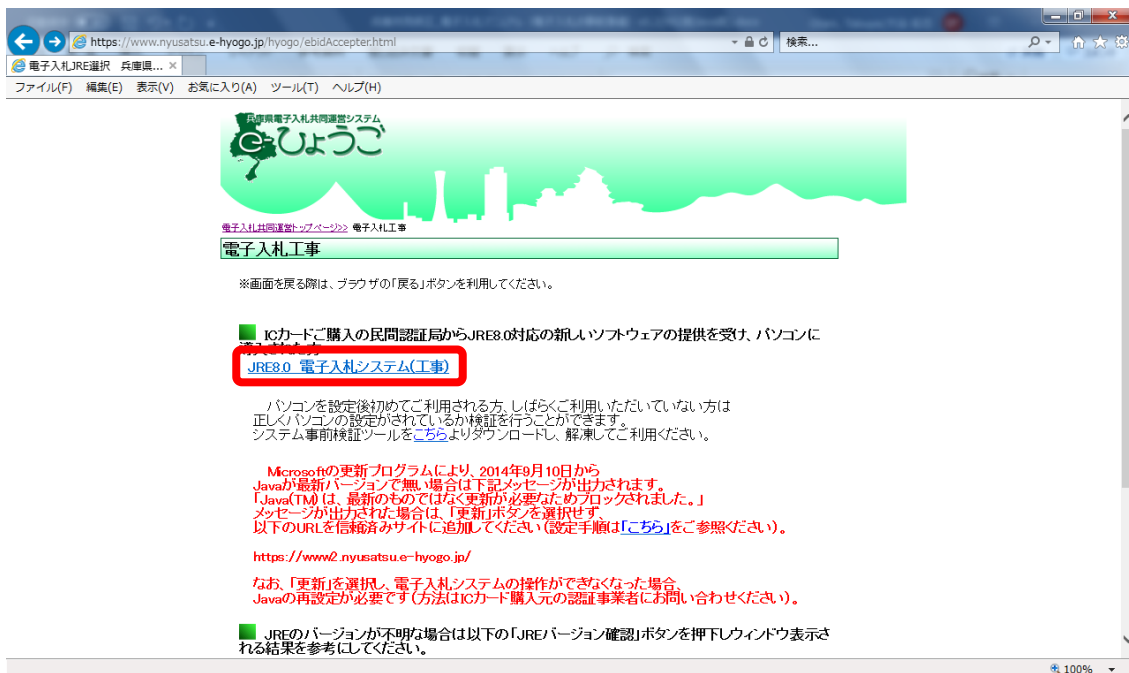 https://www.nyusatsu.e-hyogo.jp/hyogo/ebidAccepter.html
検索...
電子入札JRE選択 兵庫県...
ファイル(F) 編集(E) 表示(V) お気に入り(A) ツール(T) ヘルプ(H)
兵庫県電子入札共同運営システム
e-ひょうご
電子入札共同運営トップページ>> 電子入札工事
電子入札工事
※画面を戻る際は、ブラウザの「戻る」ボタンを利用してください。
ICカードご購入の民間認証局からJRE8.0対応の新しいソフトウェアの提供を受け、パソコンに
導入された方
JRE8.0 電子入札システム(工事)
パソコンを設定後初めてご利用される方、しばらくご利用いただいていない方は
正しくパソコンの設定がされているか検証を行うことができます。
システム事前検証ツールをこちらよりダウンロードし、解凍してご利用ください。
Microsoftの更新プログラムにより、2014年9月10日から
Javaが最新バージョンで無い場合は下記メッセージが出力されます。
「Java(TM) は、最新のものではなく更新が必要なためブロックされました。」
メッセージが出力された場合は、「更新」ボタンを選択せず、
以下のURLを信頼済みサイトに追加してください(設定手順は「こちら」をご参照ください)。
https://www2.nyusatsu.e-hyogo.jp/
なお、「更新」を選択し、電子入札システムの操作ができなくなった場合、
Javaの再設定が必要です(方法はICカード購入元の認証事業者にお問い合わせください)。
JREのバージョンが不明な場合は以下の「JREバージョン確認」ボタンを押下しウィンドウ表示さ
れる結果を参考にしてください。
100%